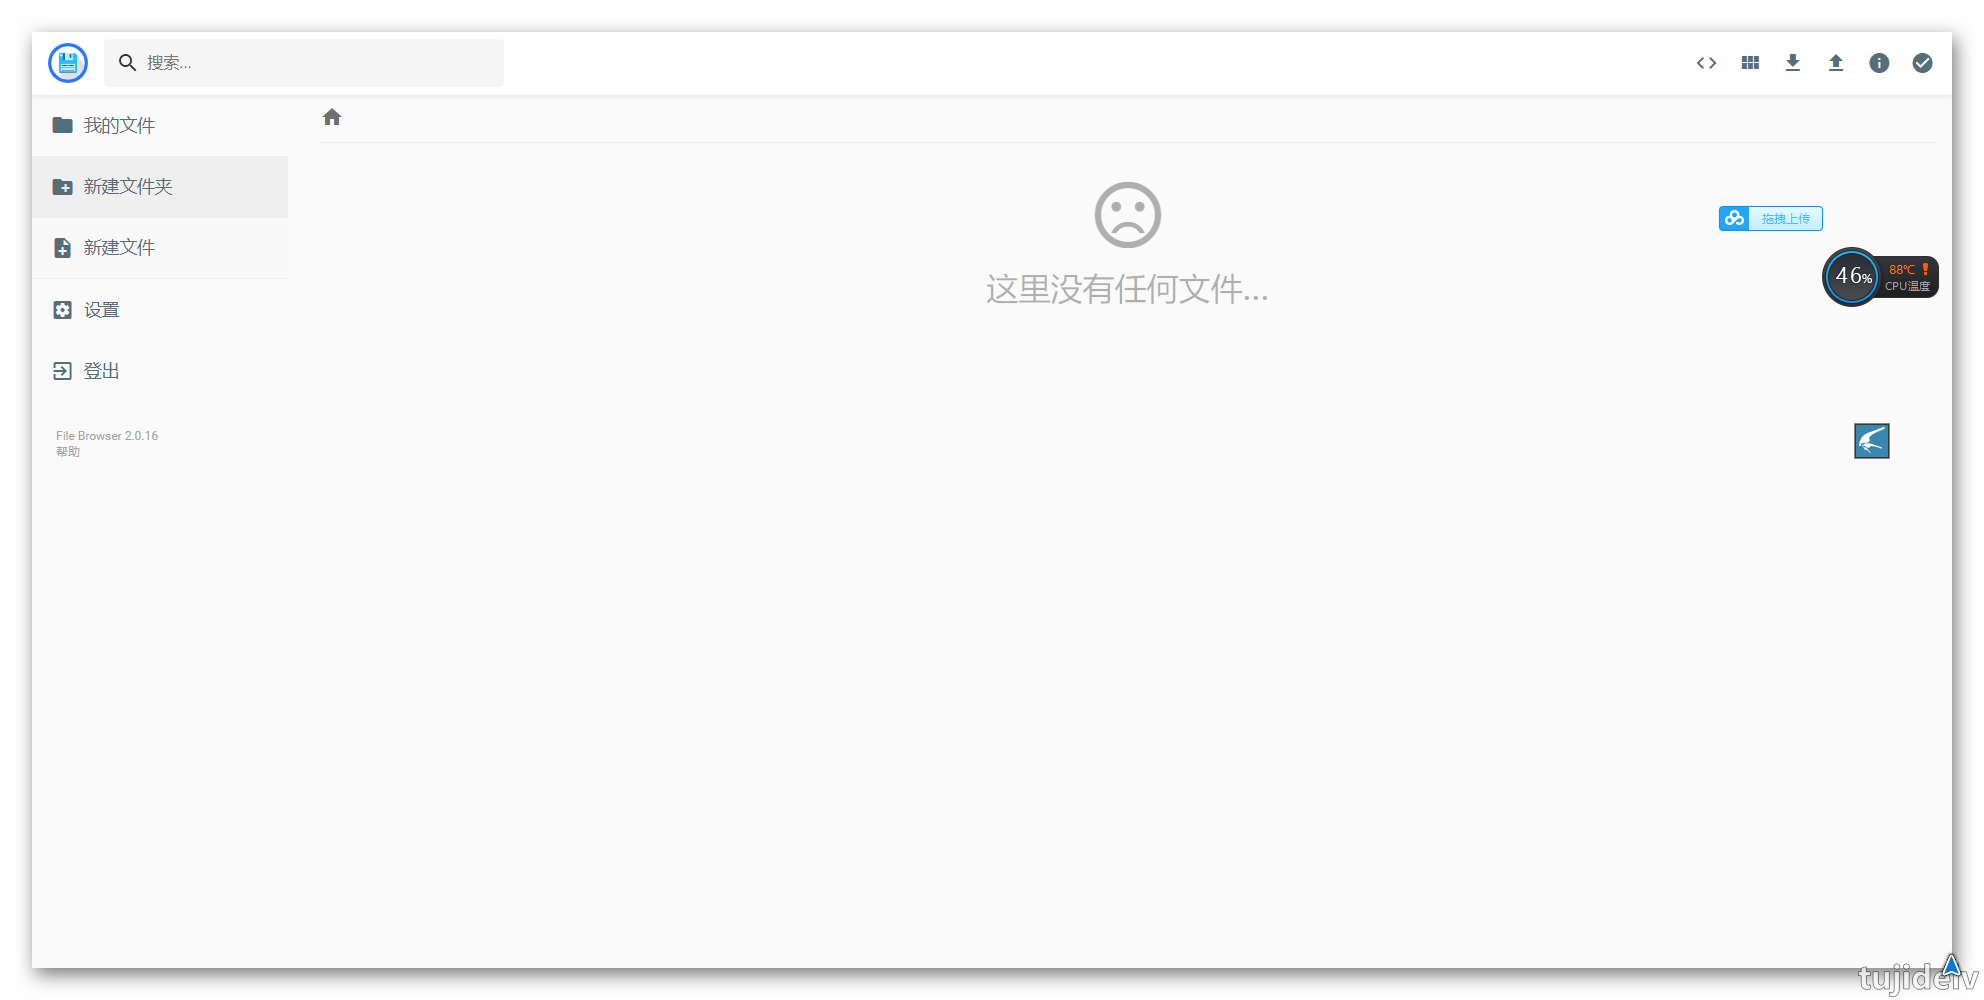 搜索...
我的文件
新建文件夹
新建文件
设置
登出
File Browser 2.0.16
帮助
这里没有任何文件...
拖拽上传
46%
88℃
CPU温度